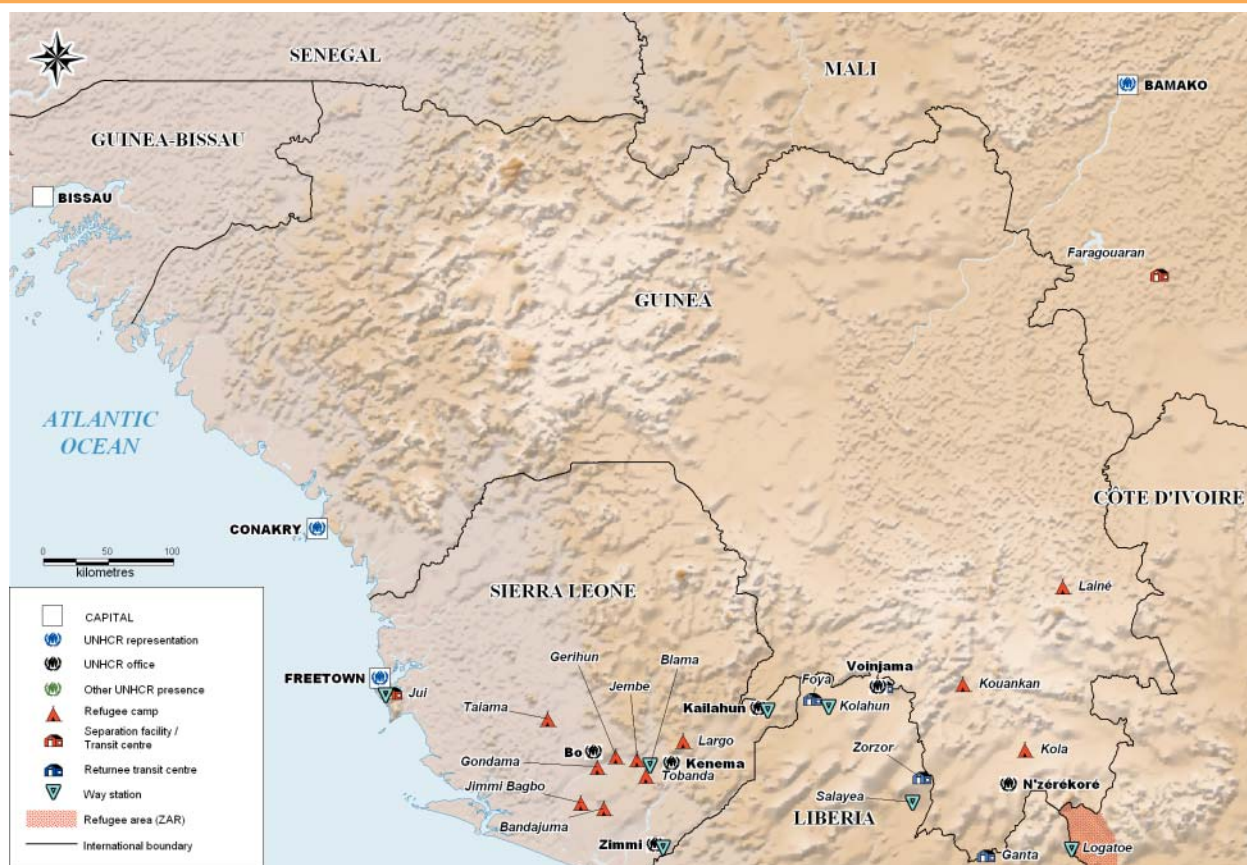 SENEGAL
MALI
BAMAKO
GUINEA-BISSAU
BISSAU
Faragouaran
GUINEA
ATLANTIC
OCEAN
CÔTE D'IVOIRE
CONAKRY
0 50 100
kilometres
SIERRA LEONE
Lainé
CAPITAL
UNHCR representation
UNHCR office
Other UNHCR presence
Refugee camp
Separation facility /
Transit centre
Returnee transit centre
Way station
Refugee area (ZAR)
International boundary
Gerihun
Blama
Jembe
Voinjama
FREETOWN
Jui
Foya
Kouankan
Taiama
Kailahun
Kolahun
Largo
Bo
Kola
Zorzor
Gondama
Kenema
Tobanda
N'zérékoré
Jimmi Bagbo
Salayea
Bandajuma
LIBERIA
Zimmi
Ganta
Logatoe